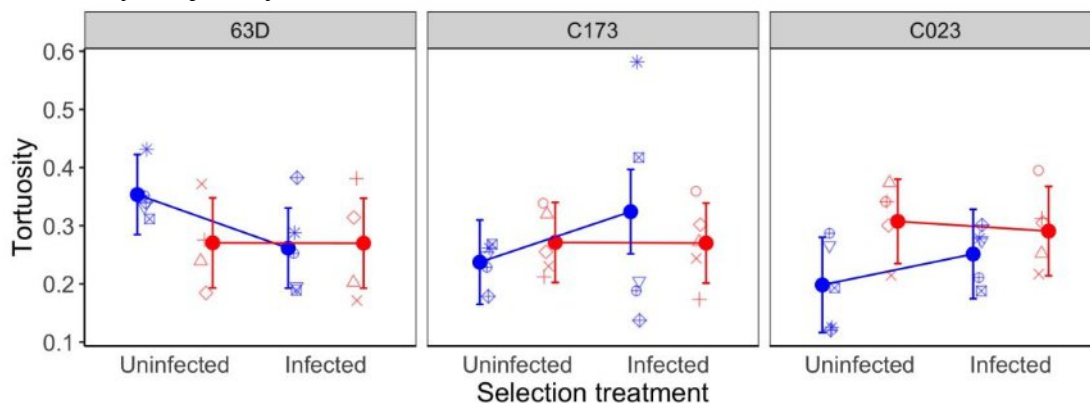 63D C173 C023
Tortuosity
0.6
0.5
0.4
0.3
0.2
0.1
Uninfected Infected Uninfected Infected Uninfected Infected
Selection treatment